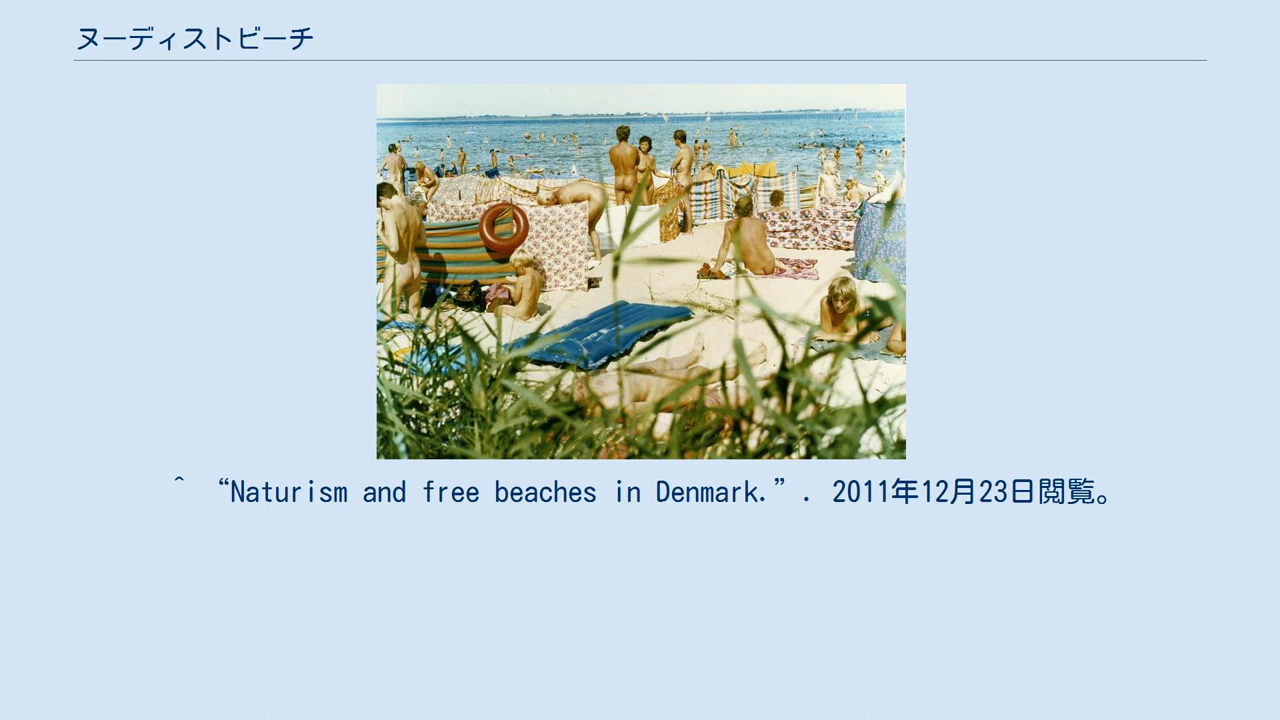 ヌーディストビーチ
^ “Naturism and free beaches in Denmark.”. 2011年12月23日閲覧。